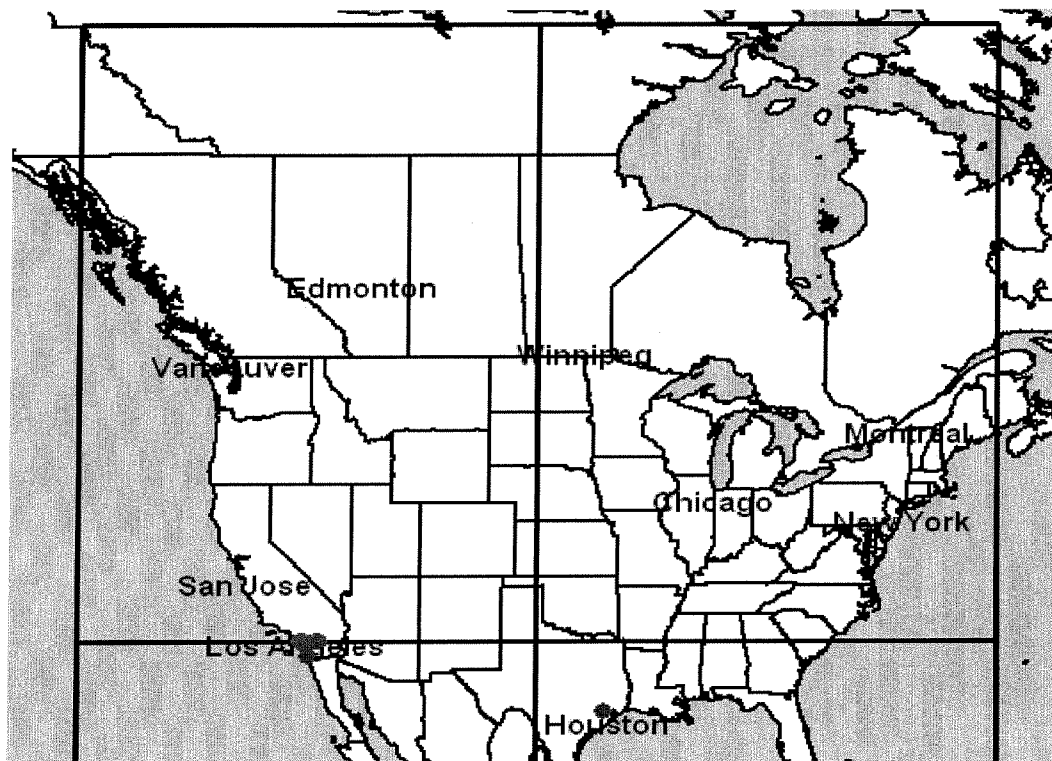 Edmonton
Winnipeg
Vancouver
Montreal
Chicago
New York
San Jose
Los Angeles
Houston